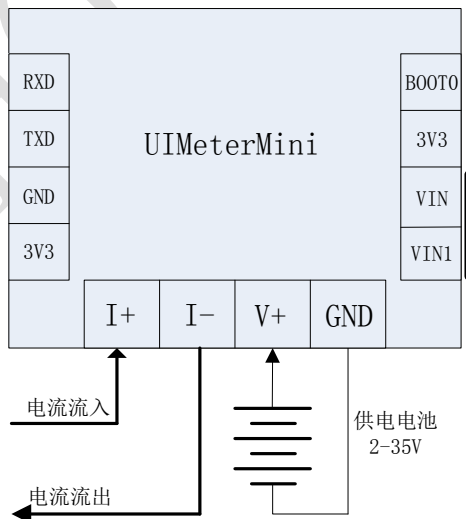 RXD
TXD
GND
3V3
UIMeterMini
BOOT0
3V3
VIN
VIN1
I+
I-
V+
GND
电流流入
电流流出
供电电池
2-35V